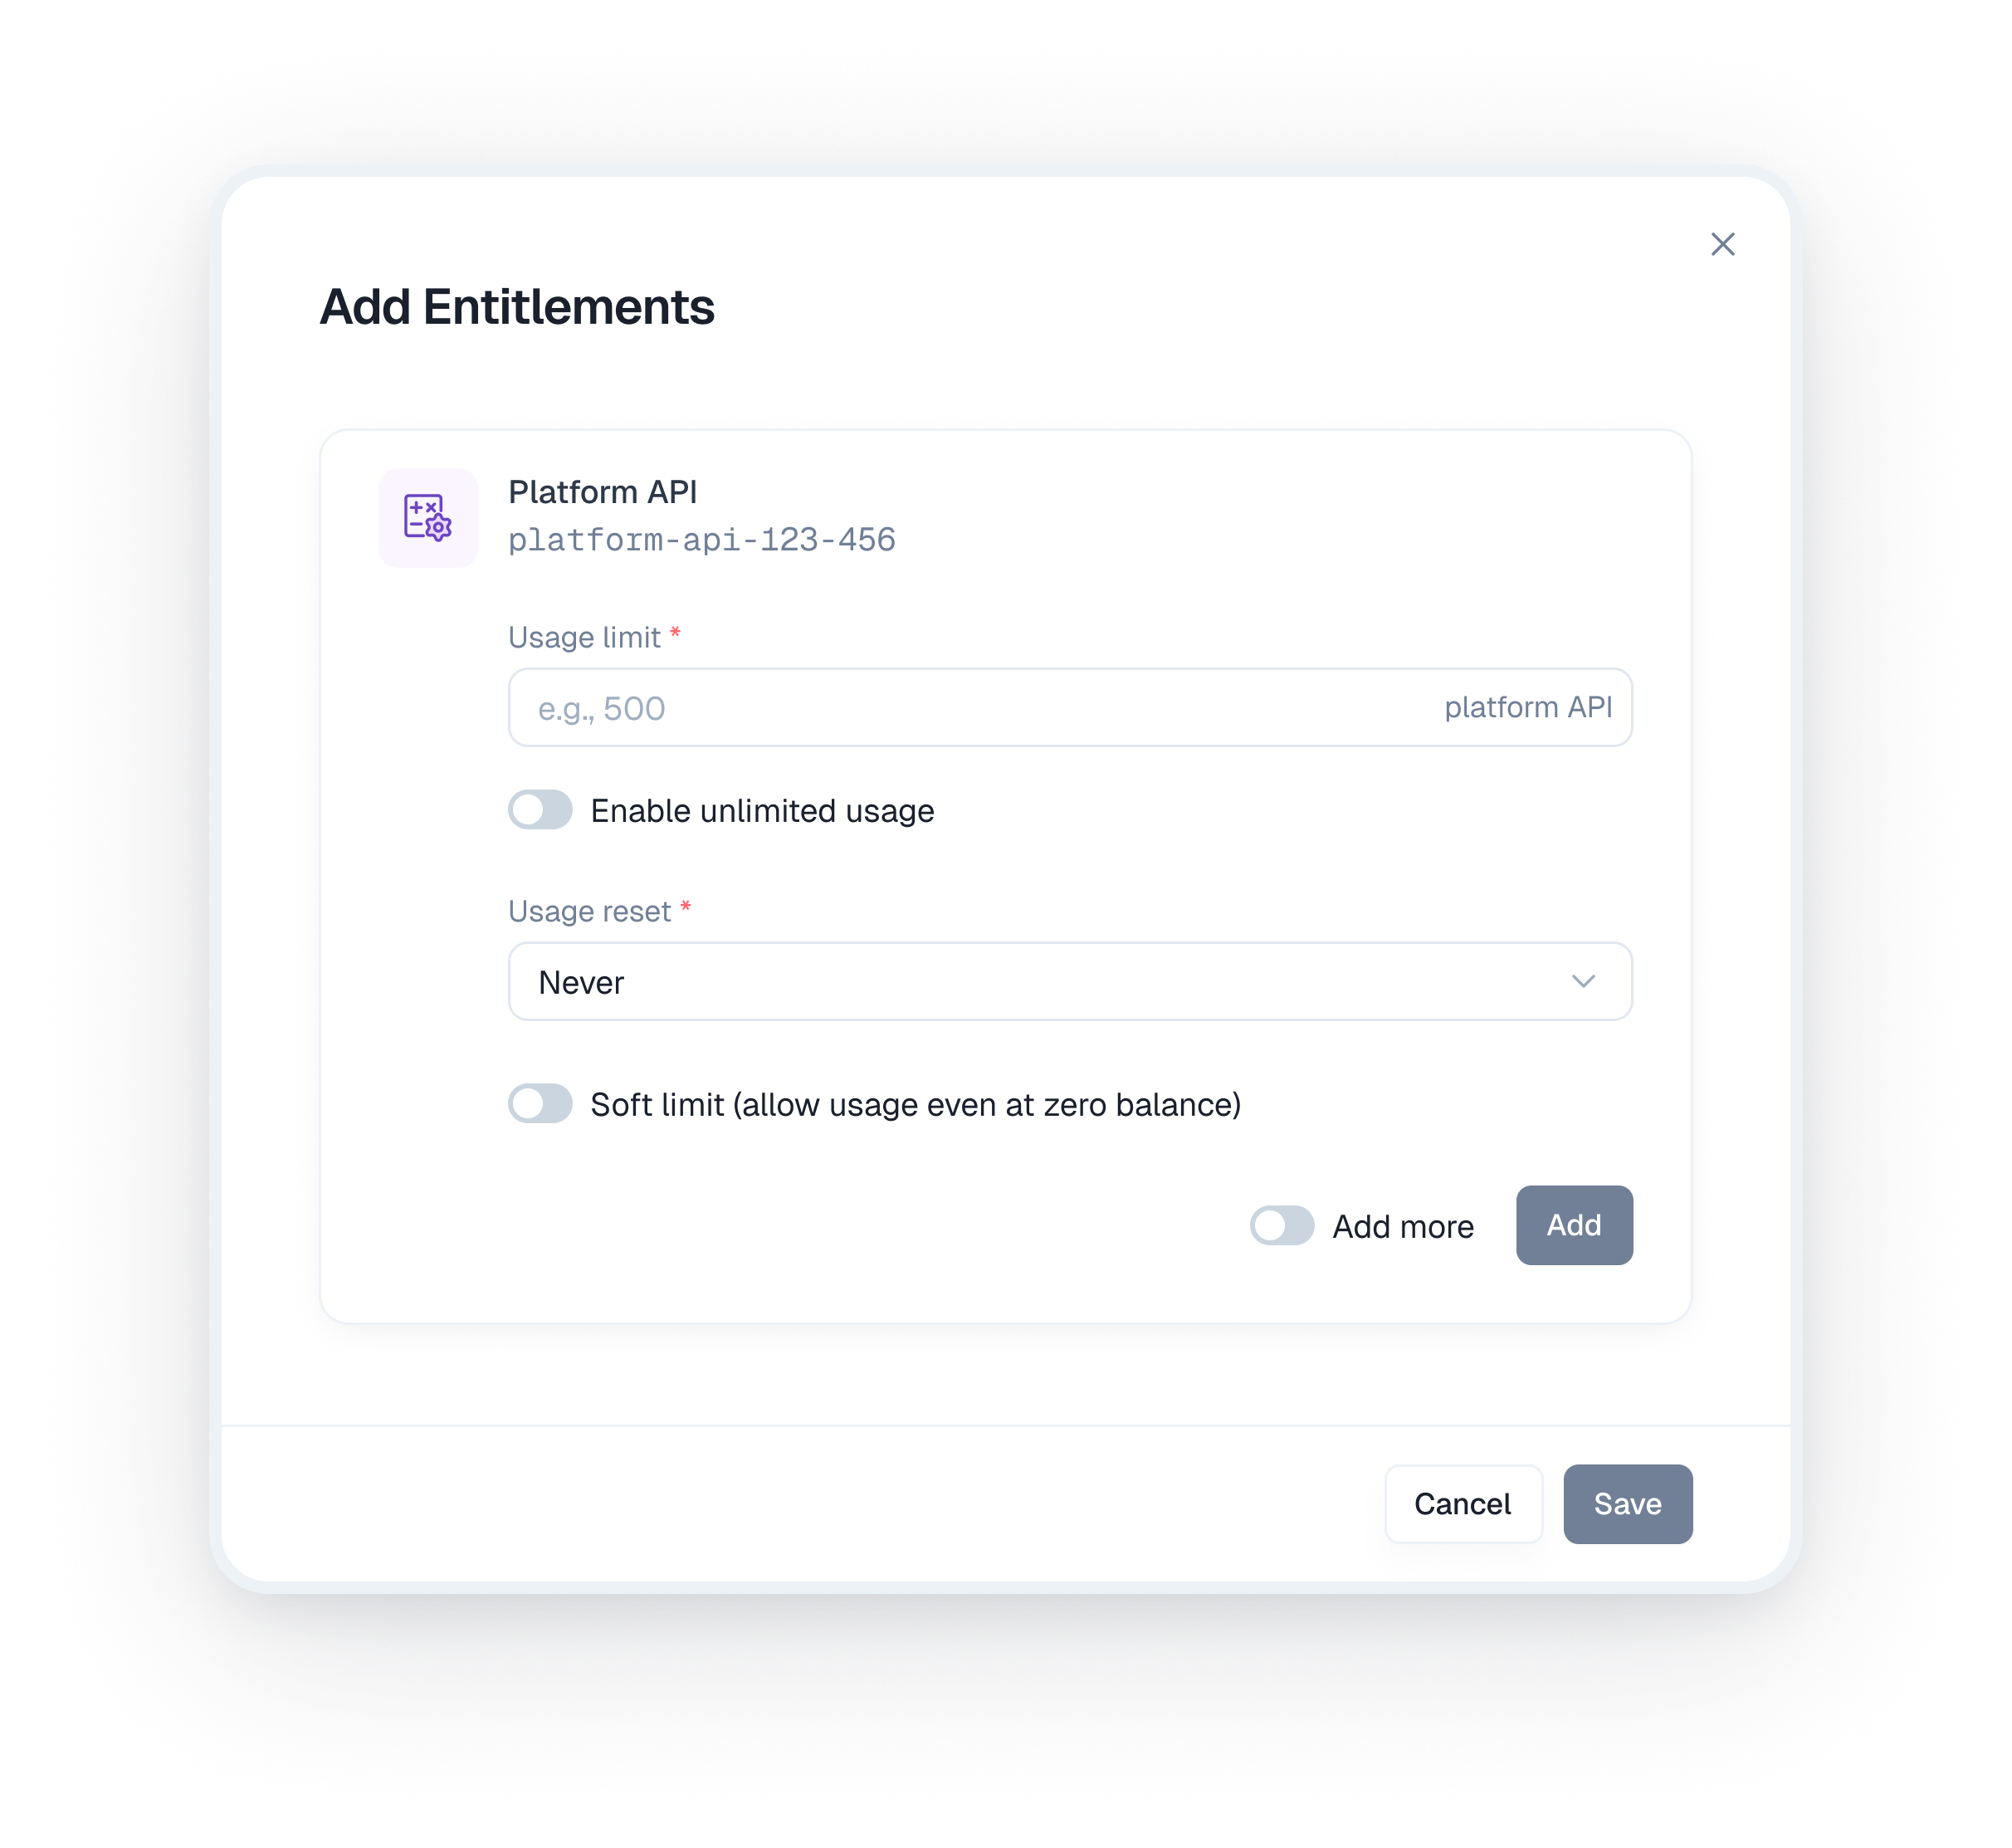 Add Entitlements
Platform API
platform-api-123-456
Usage limit *
e.g., 500 platform API
Enable unlimited usage
Usage reset *
Never
Soft limit (allow usage even at zero balance)
Add more Add
Cancel Save